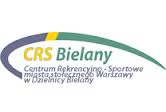 CRS Bielany
Centrum Rekreacyjno - Sportowe
miasta stołecznego Warszawy
w Dzielnicy Bielany